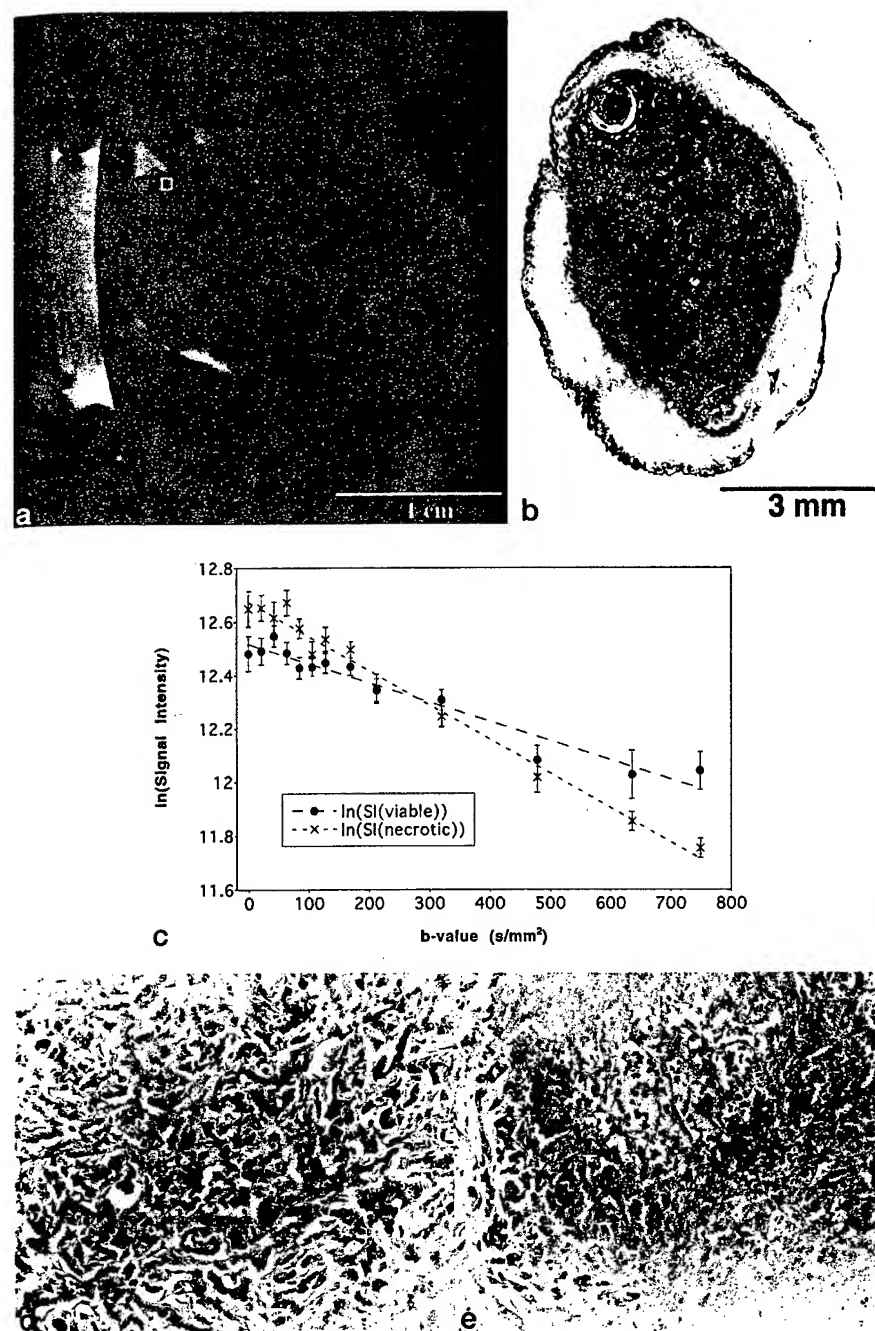 a
1 cm
b
3 mm
12.8
12.6
12.4
12.2
12
11.8
11.6
ln(Signal Intensity)
ln(SI(viable))
ln(SI(necrotic))
0 100 200 300 400 500 600 700 800
b-value (s/mm²)
c
d
e